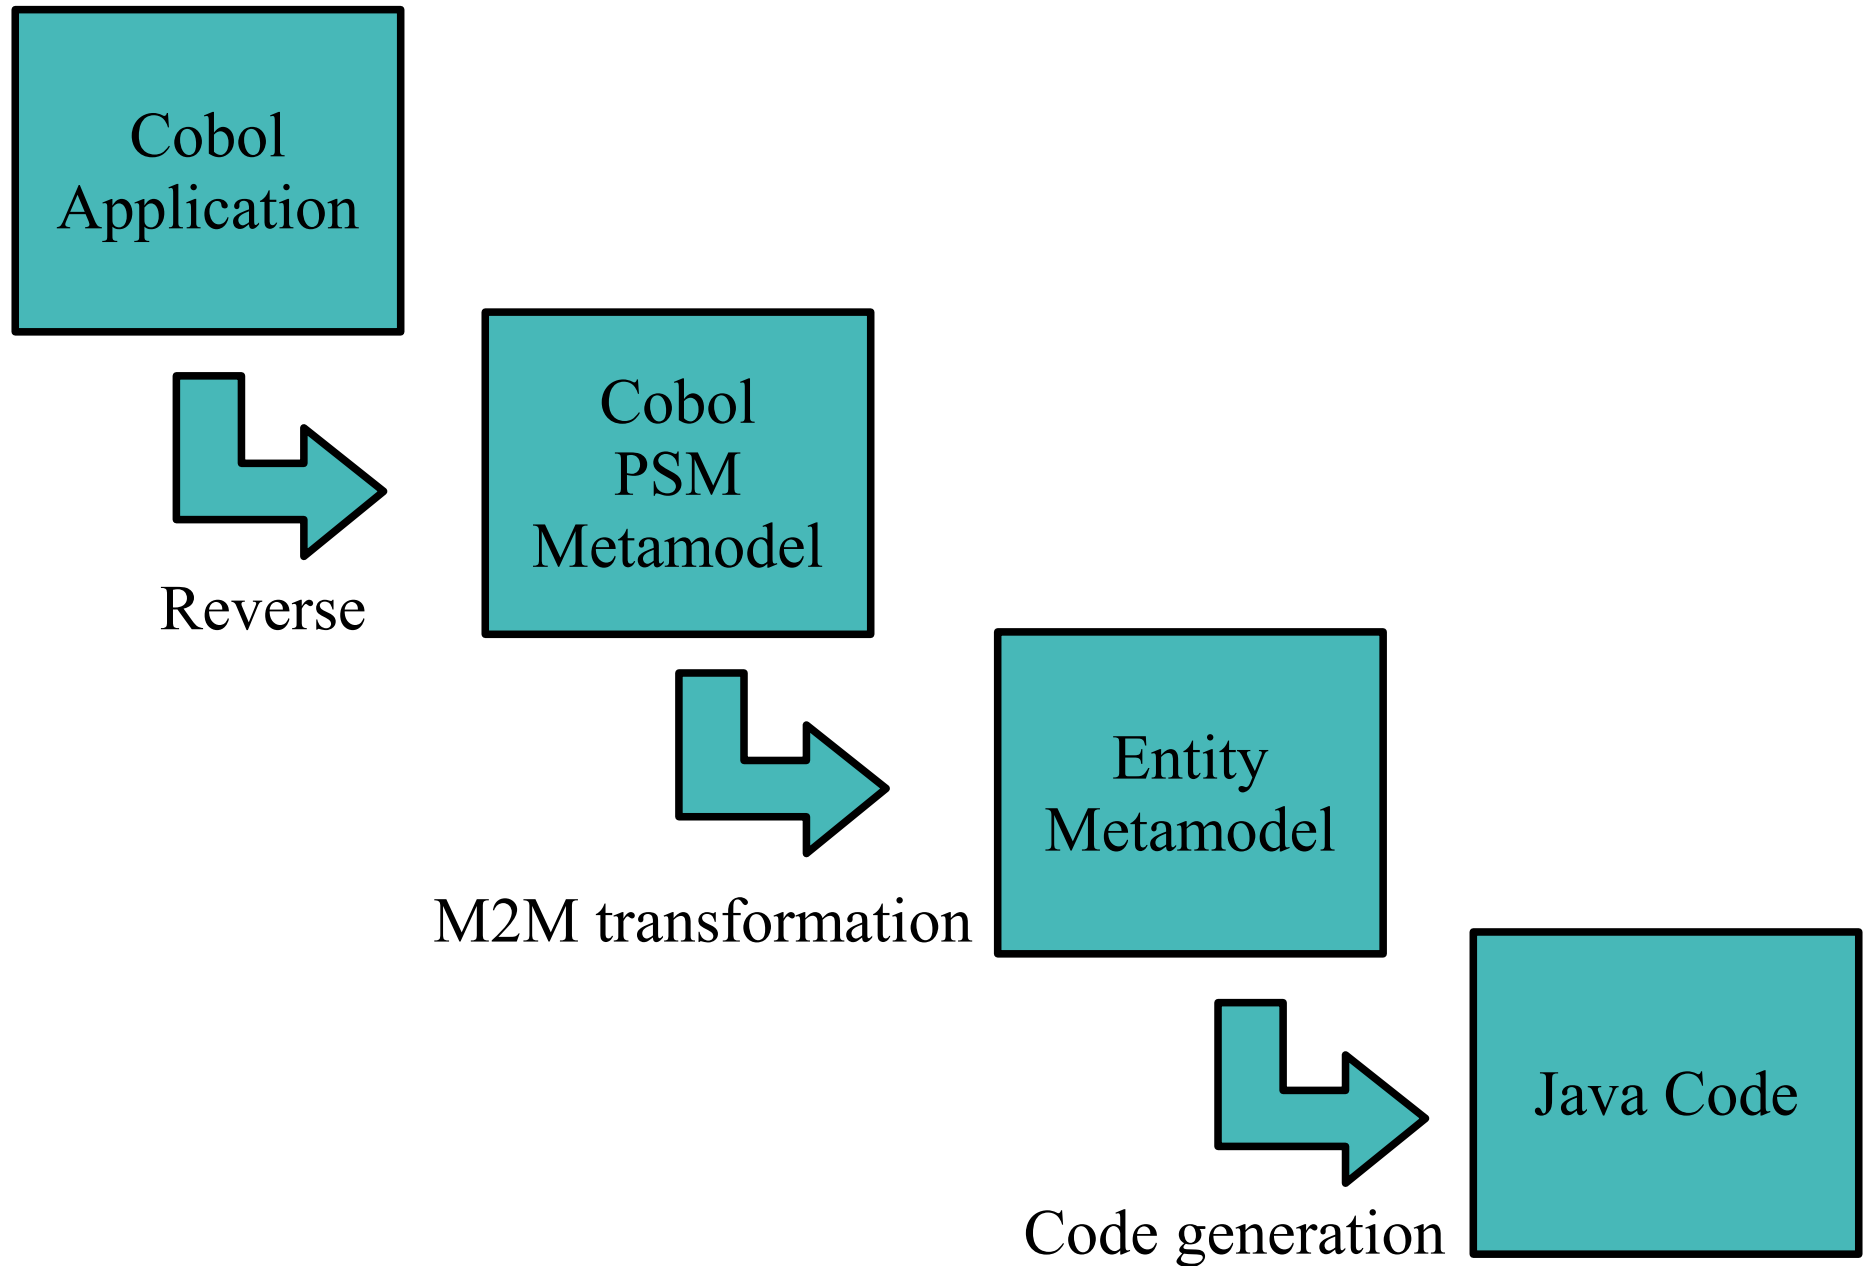 Cobol
Application
Reverse
Cobol
PSM
Metamodel
M2M transformation
Entity
Metamodel
Code generation
Java Code